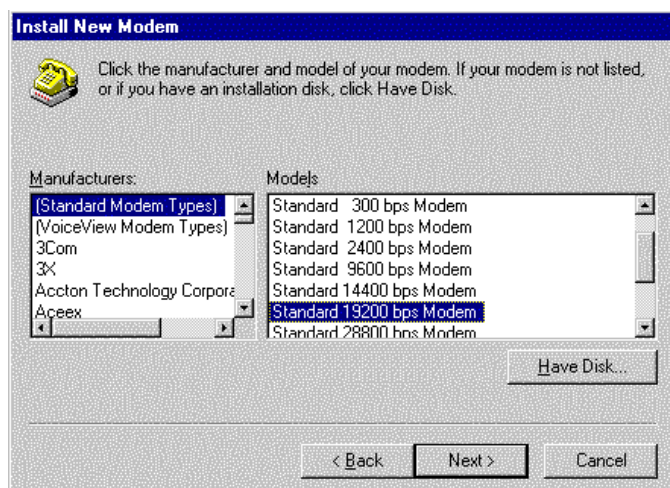 Install New Modem
Click the manufacturer and model of your modem. If your modem is not listed,
or if you have an installation disk, click Have Disk.
Manufacturers:
(Standard Modem Types)
(VoiceView Modem Types)
3Com
3X
Accton Technology Corpora
Aceex
Models
Standard   300 bps Modem
Standard  1200 bps Modem
Standard  2400 bps Modem
Standard  9600 bps Modem
Standard 14400 bps Modem
Standard 19200 bps Modem
Standard 28800 bps Modem
Have Disk...
< Back
Next >
Cancel